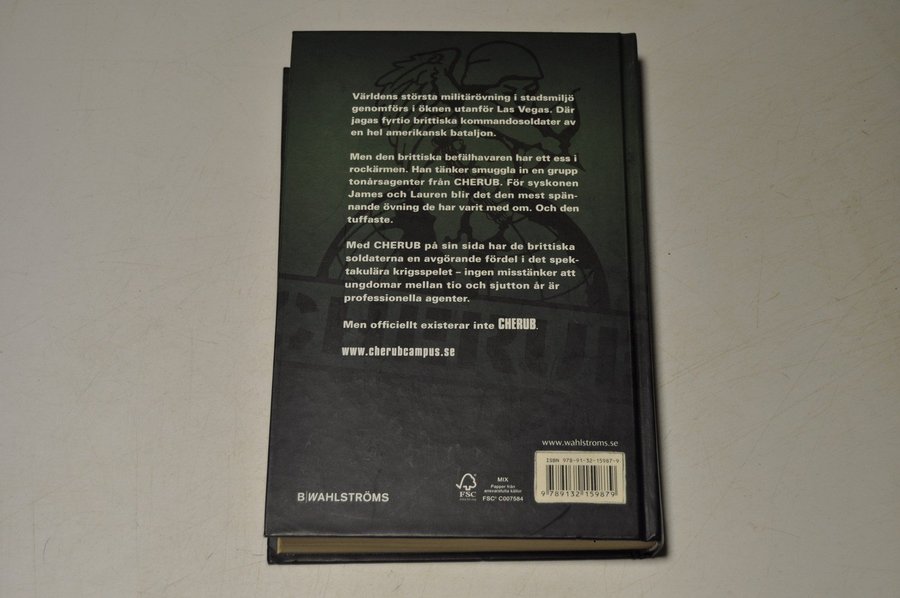 Världens största militärövning i stadsmiljö
genomförs i öknen utanför Las Vegas. Där
jagas fyrtio brittiska kommandosoldater av
en hel amerikansk bataljon.
Men den brittiska befälhavaren har ett ess i
rockärmen. Han tänker smuggla in en grupp
tonårsagenter från CHERUB. För syskonen
James och Lauren blir det den mest spän-
nande övning de har varit med om. Och den
tuffaste.
Med CHERUB på sin sida har de brittiska
soldaterna en avgörande fördel i det spek-
takulära krigsspelet – ingen misstänker att
ungdomar mellan tio och sjutton år är
professionella agenter.
Men officiellt existerar inte CHERUB.
www.cherubcampus.se
www.wahlstroms.se
ISBN 978-91-32-15987-9
9 789132 159879
B|WAHLSTRÖMS
FSC
MIX
Papper från
ansvarsfulla källor
FSC® C007584